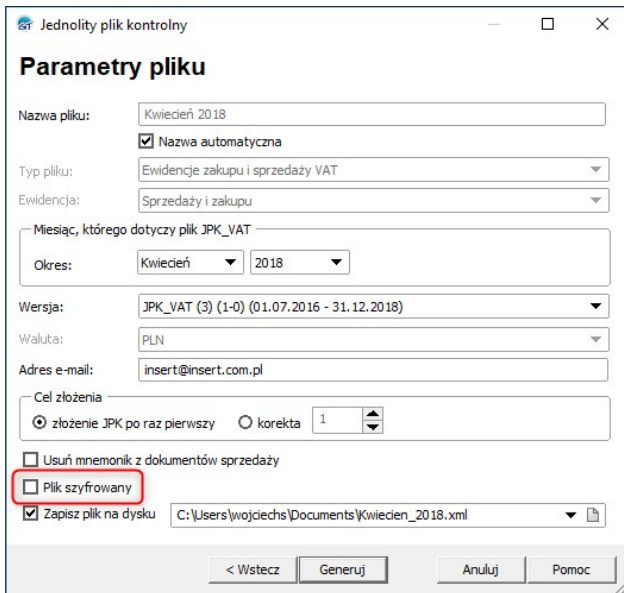 Jednolity plik kontrolny
Parametry pliku
Nazwa pliku: Kwiecień 2018
Nazwa automatyczna
Typ pliku: Ewidencje zakupu i sprzedaży VAT
Ewidencja: Sprzedaży i zakupu
Miesiąc, którego dotyczy plik JPK_VAT
Okres: Kwiecień 2018
Wersja: JPK_VAT (3) (1-0) (01.07.2016 - 31.12.2018)
Waluta: PLN
Adres e-mail: insert@insert.com.pl
Cel złożenia
złożenie JPK po raz pierwszy korekta 1
Usuń mnemonik z dokumentów sprzedaży
Plik szyfrowany
Zapisz plik na dysku C:\Users\wojciechs\Documents\Kwiecien_2018.xml
< Wstecz Generuj Anuluj Pomoc